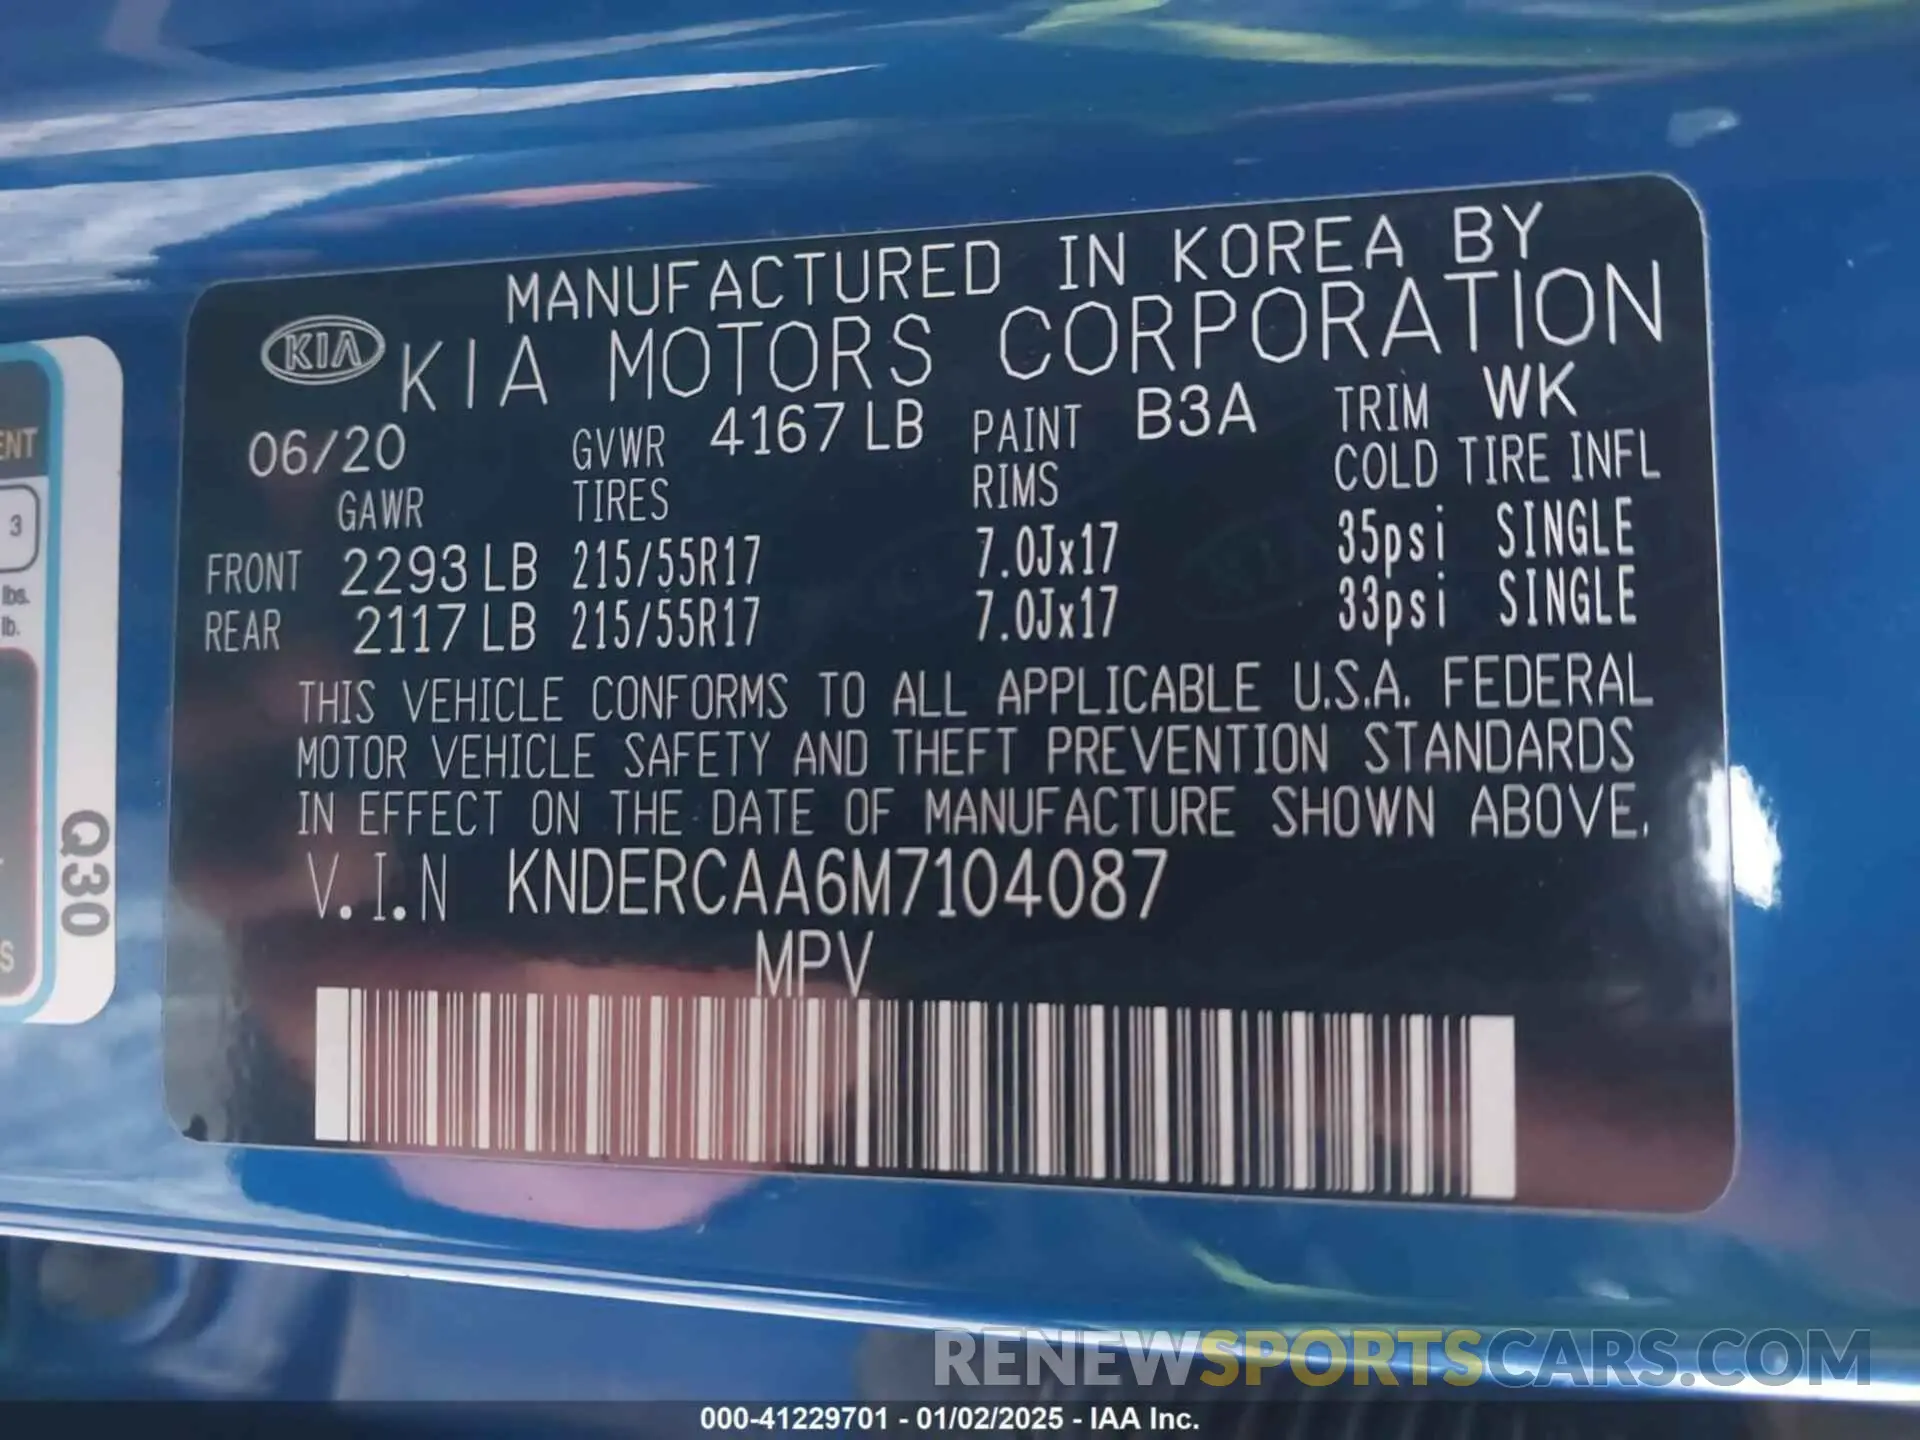 MANUFACTURED IN KOREA BY
KIA KIA MOTORS CORPORATION
06/20 GVWR 4167 LB PAINT B3A TRIM WK
GAWR TIRES RIMS COLD TIRE INFL
FRONT 2293 LB 215/55R17 7.0Jx17 35psi SINGLE
REAR 2117 LB 215/55R17 7.0Jx17 33psi SINGLE
THIS VEHICLE CONFORMS TO ALL APPLICABLE U.S.A. FEDERAL
MOTOR VEHICLE SAFETY AND THEFT PREVENTION STANDARDS
IN EFFECT ON THE DATE OF MANUFACTURE SHOWN ABOVE.
V.I.N KNDERCAA6M7104087
MPV
3
lbs.
lb.
Q30
RENEWSPORTSCARS.COM
000-41229701 - 01/02/2025 - IAA Inc.